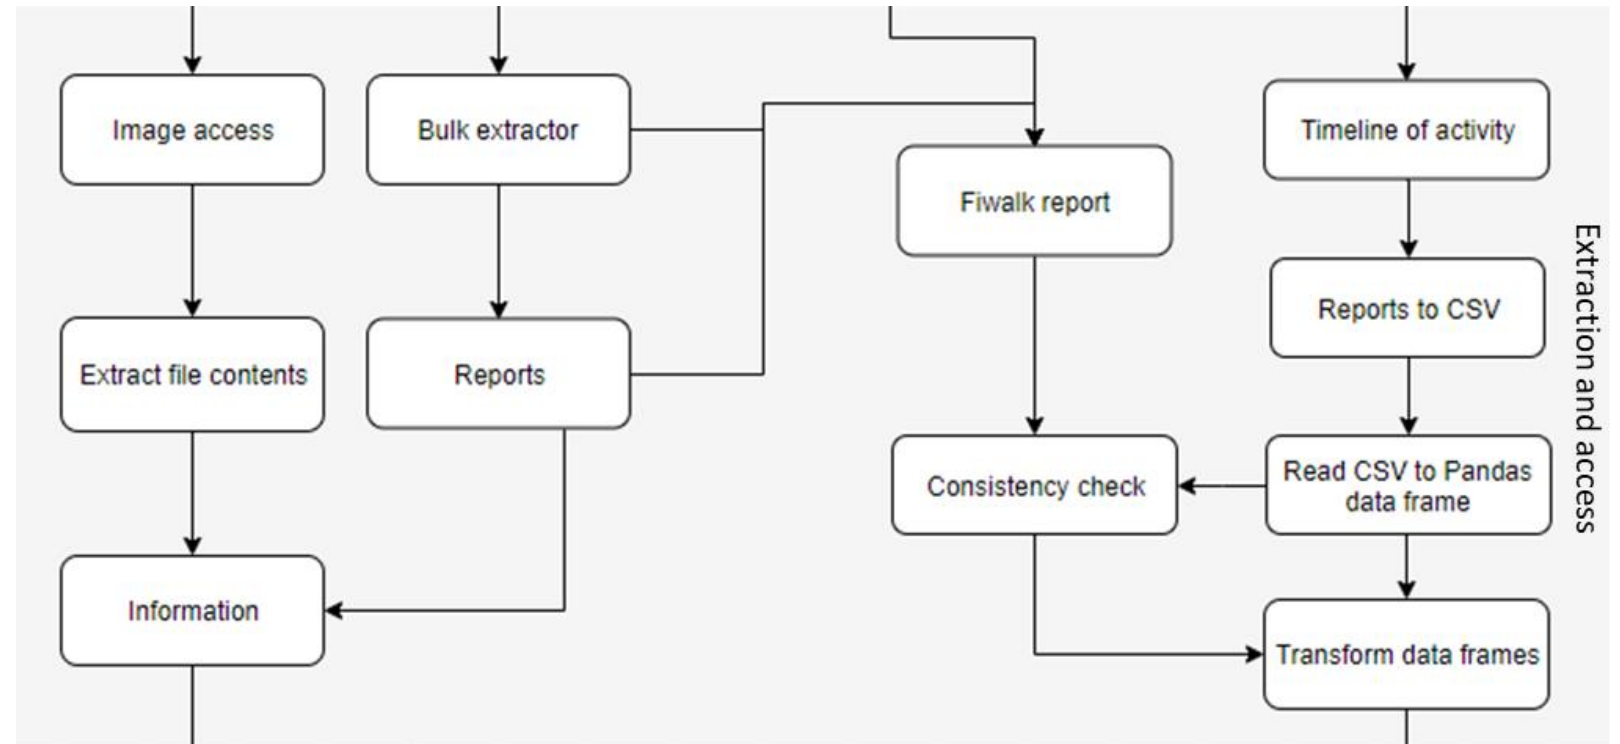 Image access
Bulk extractor
Timeline of activity
Fiwalk report
Reports to CSV
Extract file contents
Reports
Consistency check
Read CSV to Pandas
data frame
Information
Transform data frames
Extraction and access